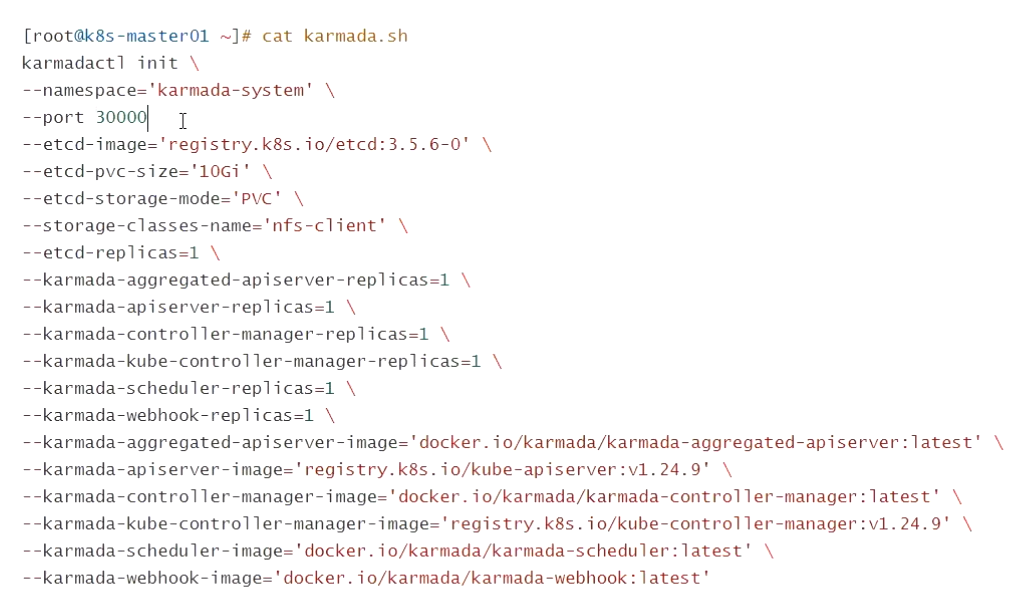 [root@k8s-master01 ~]# cat karmada.sh
karmadactl init \
--namespace='karmada-system' \
--port 30000
--etcd-image='registry.k8s.io/etcd:3.5.6-0' \
--etcd-pvc-size='10Gi' \
--etcd-storage-mode='PVC' \
--storage-classes-name='nfs-client' \
--etcd-replicas=1 \
--karmada-aggregated-apiserver-replicas=1 \
--karmada-apiserver-replicas=1 \
--karmada-controller-manager-replicas=1 \
--karmada-kube-controller-manager-replicas=1 \
--karmada-scheduler-replicas=1 \
--karmada-webhook-replicas=1 \
--karmada-aggregated-apiserver-image='docker.io/karmada/karmada-aggregated-apiserver:latest' \
--karmada-apiserver-image='registry.k8s.io/kube-apiserver:v1.24.9' \
--karmada-controller-manager-image='docker.io/karmada/karmada-controller-manager:latest' \
--karmada-kube-controller-manager-image='registry.k8s.io/kube-controller-manager:v1.24.9' \
--karmada-scheduler-image='docker.io/karmada/karmada-scheduler:latest' \
--karmada-webhook-image='docker.io/karmada/karmada-webhook:latest'